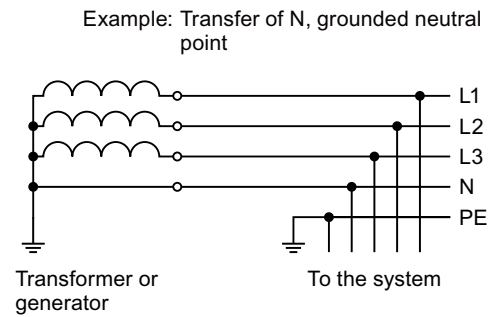 Example: Transfer of N, grounded neutral
point
L1
L2
L3
N
PE
Transformer or
generator
To the system